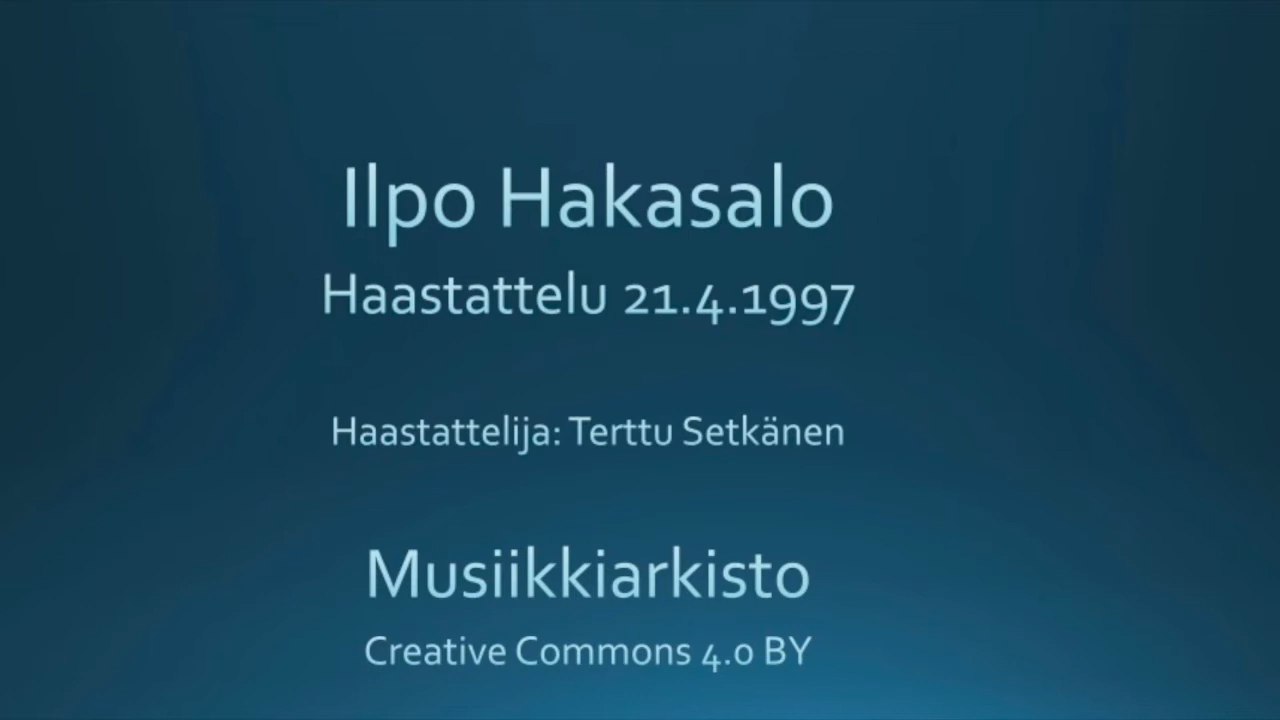 Ilpo Hakasalo
Haastattelu 21.4.1997
Haastattelija: Terttu Setkänen
Musiikkiarkisto
Creative Commons 4.0 BY